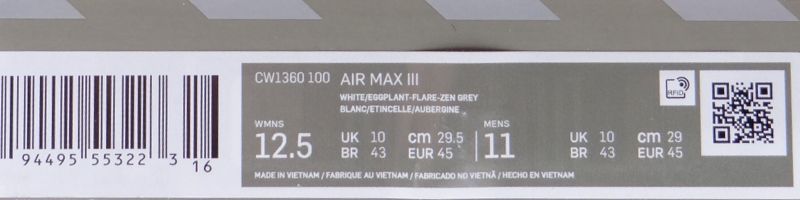 CW1360 100 AIR MAX III
WHITE/EGGPLANT-FLARE-ZEN GREY
BLANC/ETINCELLE/AUBERGINE
RFID
WMNS
12.5
UK 10 cm 29.5
BR 43 EUR 45
MENS
11
UK 10 cm 29
BR 43 EUR 45
MADE IN VIETNAM / FABRIQUE AU VIETNAM / FABRICADO NO VIETNÃ / HECHO EN VIETNAM
94495 55322 3 16